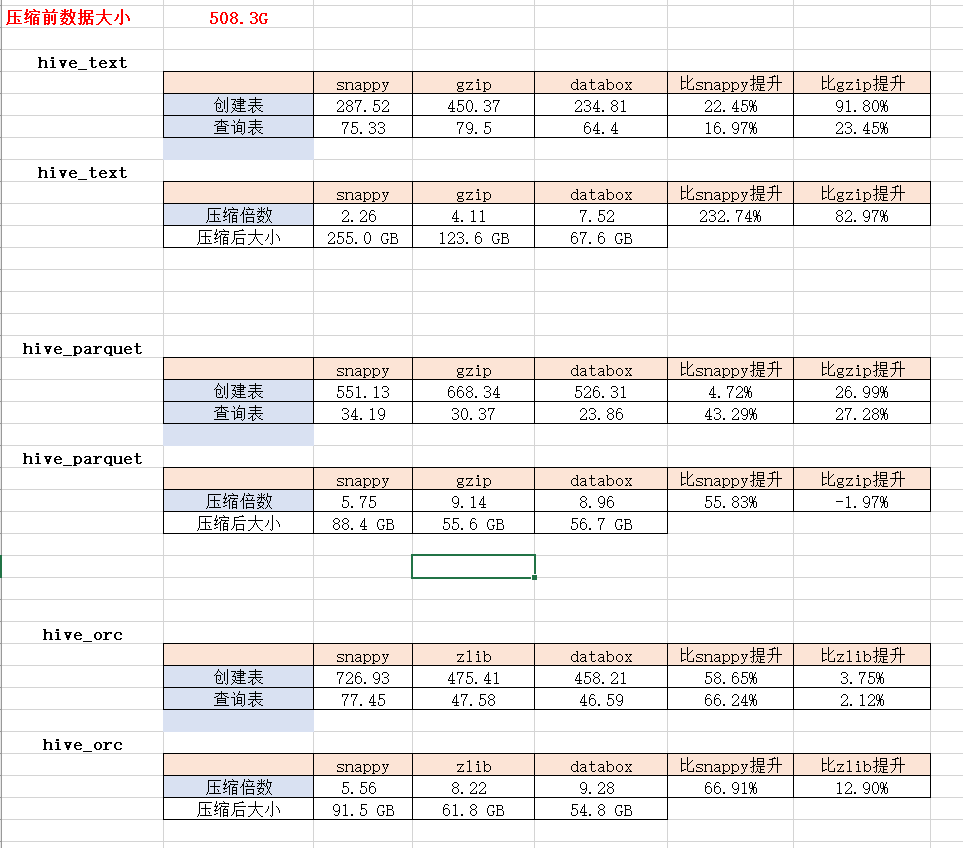 压缩前数据大小 508.3G
hive_text
snappy gzip databox 比snappy提升 比gzip提升
创建表 287.52 450.37 234.81 22.45% 91.80%
查询表 75.33 79.5 64.4 16.97% 23.45%
hive_text
snappy gzip databox 比snappy提升 比gzip提升
压缩倍数 2.26 4.11 7.52 232.74% 82.97%
压缩后大小 255.0 GB 123.6 GB 67.6 GB
hive_parquet
snappy gzip databox 比snappy提升 比gzip提升
创建表 551.13 668.34 526.31 4.72% 26.99%
查询表 34.19 30.37 23.86 43.29% 27.28%
hive_parquet
snappy gzip databox 比snappy提升 比gzip提升
压缩倍数 5.75 9.14 8.96 55.83% -1.97%
压缩后大小 88.4 GB 55.6 GB 56.7 GB
hive_orc
snappy zlib databox 比snappy提升 比zlib提升
创建表 726.93 475.41 458.21 58.65% 3.75%
查询表 77.45 47.58 46.59 66.24% 2.12%
hive_orc
snappy zlib databox 比snappy提升 比zlib提升
压缩倍数 5.56 8.22 9.28 66.91% 12.90%
压缩后大小 91.5 GB 61.8 GB 54.8 GB